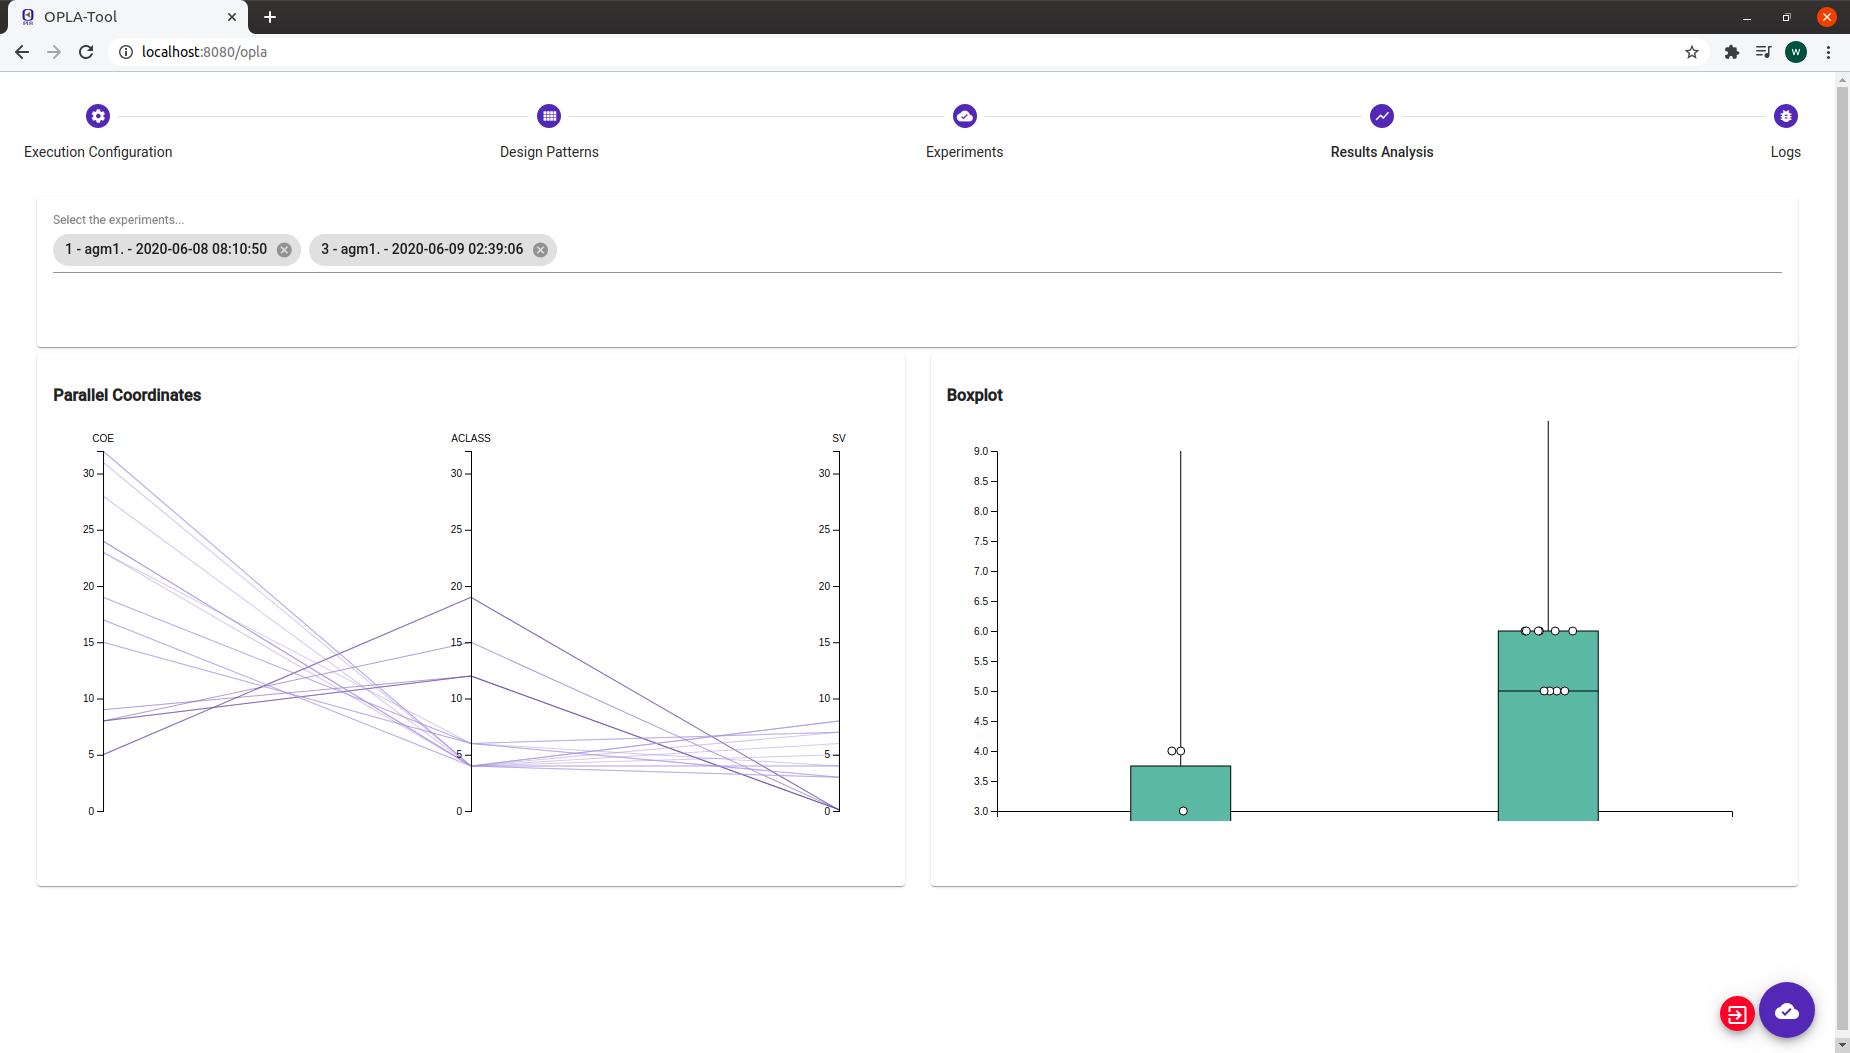 OPLA-Tool
localhost:8080/opla
W
Execution Configuration
Design Patterns
Experiments
Results Analysis
Logs
Select the experiments...
1 - agm1. - 2020-06-08 08:10:50
3 - agm1. - 2020-06-09 02:39:06
Parallel Coordinates
COE
30
25
20
15
10
5
0
ACLASS
30
25
20
15
10
5
0
SV
30
25
20
15
10
5
0
Boxplot
9.0
8.5
8.0
7.5
7.0
6.5
6.0
5.5
5.0
4.5
4.0
3.5
3.0